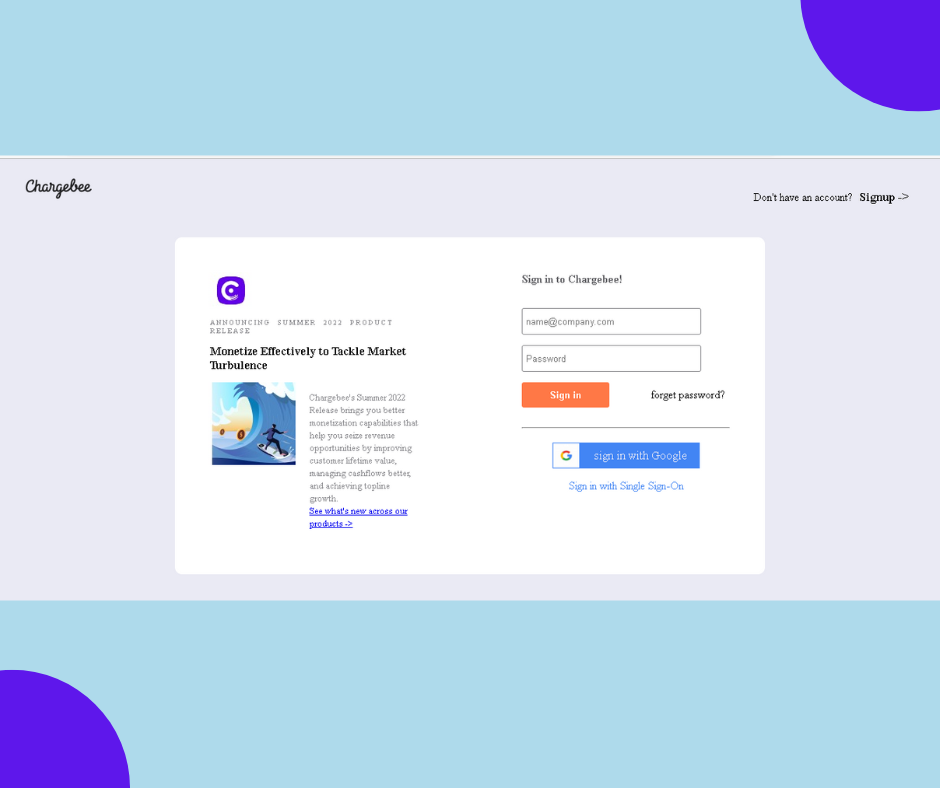 Chargebee
Don't have an account? Signup ->
ANNOUNCING SUMMER 2022 PRODUCT
RELEASE
Monetize Effectively to Tackle Market
Turbulence
Chargebee's Summer 2022
Release brings you better
monetization capabilities that
help you seize revenue
opportunities by improving
customer lifetime value,
managing cashflows better,
and achieving topline
growth.
See what's new across our
products ->
Sign in to Chargebee!
name@company.com
Password
Sign in
forget password?
sign in with Google
Sign in with Single Sign-On